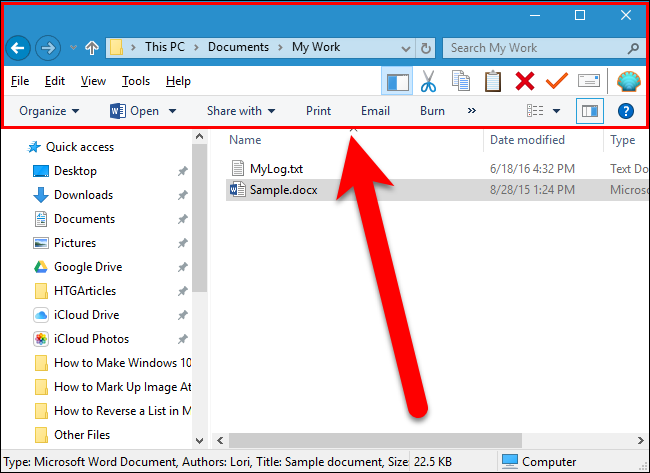 This PC > Documents > My Work
Search My Work
File Edit View Tools Help
Organize Open Share with Print Email Burn »
Name Date modified Type
Quick access
Desktop
Downloads
Documents
Pictures
Google Drive
HTGArticles
iCloud Drive
iCloud Photos
How to Make Windows 10
How to Mark Up Image At
How to Reverse a List in M
Other Files
MyLog.txt 6/18/16 4:32 PM Text Do
Sample.docx 8/28/15 1:24 PM Micros
Type: Microsoft Word Document, Authors: Lori, Title: Sample document, Size 22.5 KB Computer